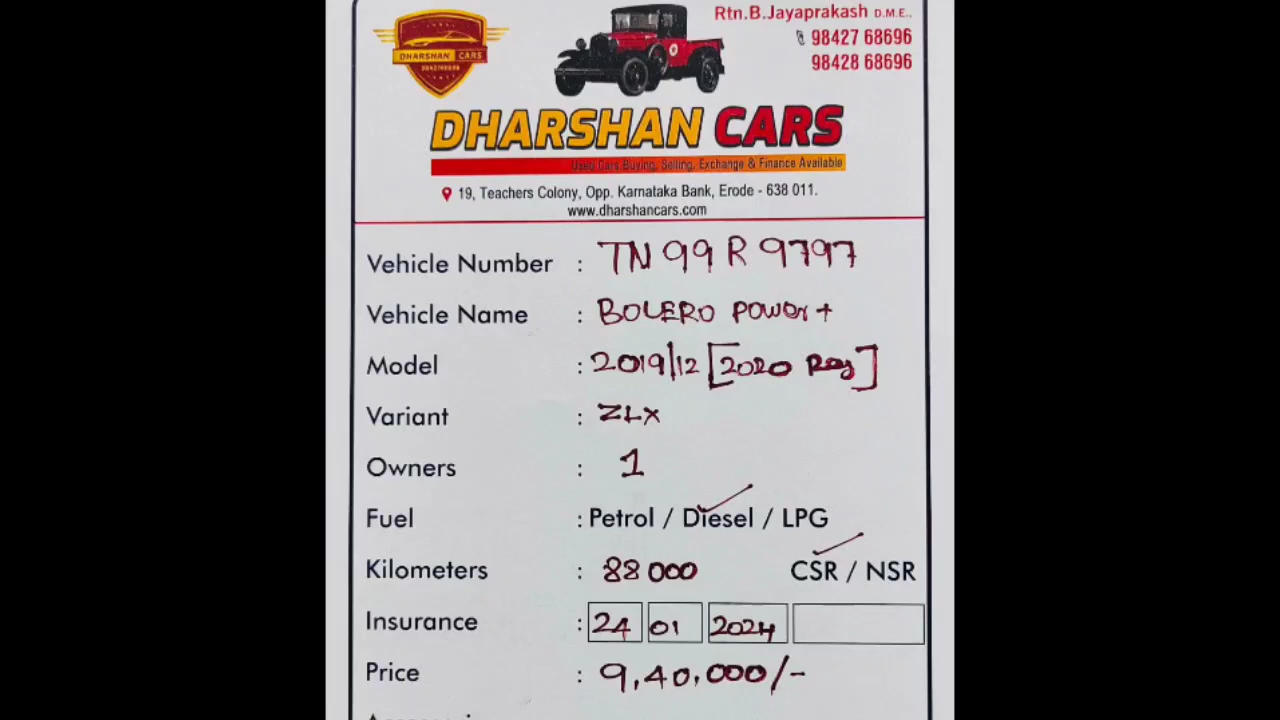 Rtn.B.Jayaprakash D.M.E.,
98427 68696
98428 68696
DHARSHAN CARS
DHARSHAN CARS
Used Cars Buying, Selling, Exchange & Finance Available
19, Teachers Colony, Opp. Karnataka Bank, Erode - 638 011.
www.dharshancars.com
Vehicle Number : TN 99 R 9797
Vehicle Name : BOLERO Power +
Model : 2019/12 [2020 Reg]
Variant : ZLX
Owners : 1
Fuel : Petrol / Diesel / LPG
Kilometers : 88 000 CSR / NSR
Insurance : 24 01 2024
Price : 9,40,000/-